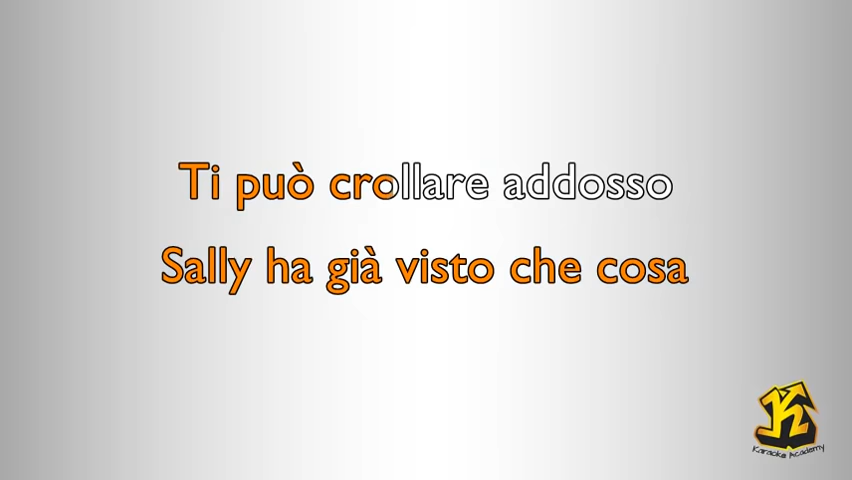 Ti può crollare addosso
Sally ha già visto che cosa
K
Karaoke Academy